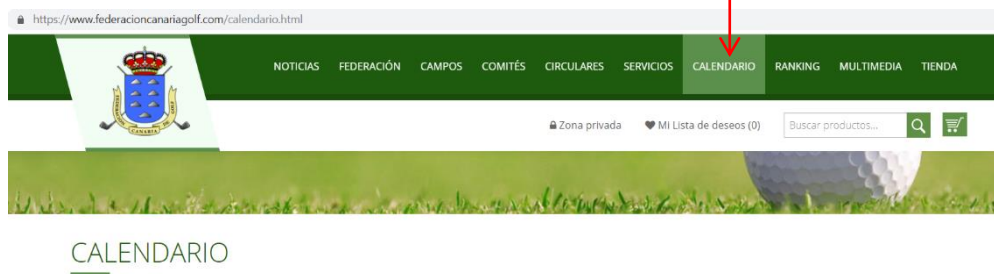 https://www.federacioncanariagolf.com/calendario.html
NOTICIAS FEDERACIÓN CAMPOS COMITÉS CIRCULARES SERVICIOS CALENDARIO RANKING MULTIMEDIA TIENDA
CANARIA
Zona privada Mi Lista de deseos (0) Buscar productos...
CALENDARIO